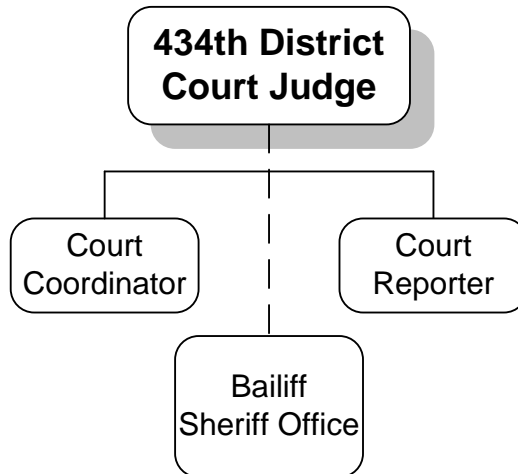 434th District
Court Judge
Court
Coordinator
Court
Reporter
Bailiff
Sheriff Office